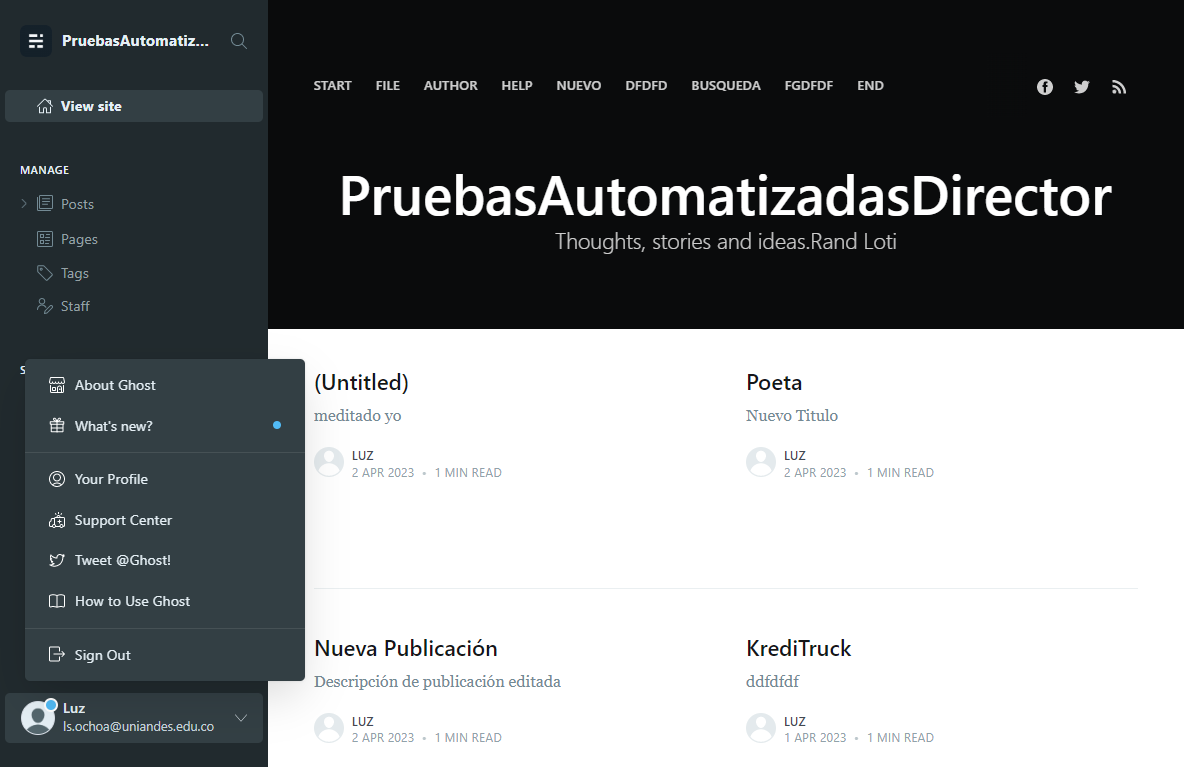 PruebasAutomatiz...
View site
MANAGE
Posts
Pages
Tags
Staff
About Ghost
What's new?
Your Profile
Support Center
Tweet @Ghost!
How to Use Ghost
Sign Out
Luz
ls.ochoa@uniandes.edu.co
START FILE AUTHOR HELP NUEVO DFDFD BUSQUEDA FGDFDF END
PruebasAutomatizadasDirector
Thoughts, stories and ideas.Rand Loti
(Untitled)
meditado yo
LUZ
2 APR 2023 • 1 MIN READ
Poeta
Nuevo Titulo
LUZ
2 APR 2023 • 1 MIN READ
Nueva Publicación
Descripción de publicación editada
LUZ
2 APR 2023 • 1 MIN READ
KrediTruck
ddfdfdf
LUZ
1 APR 2023 • 1 MIN READ